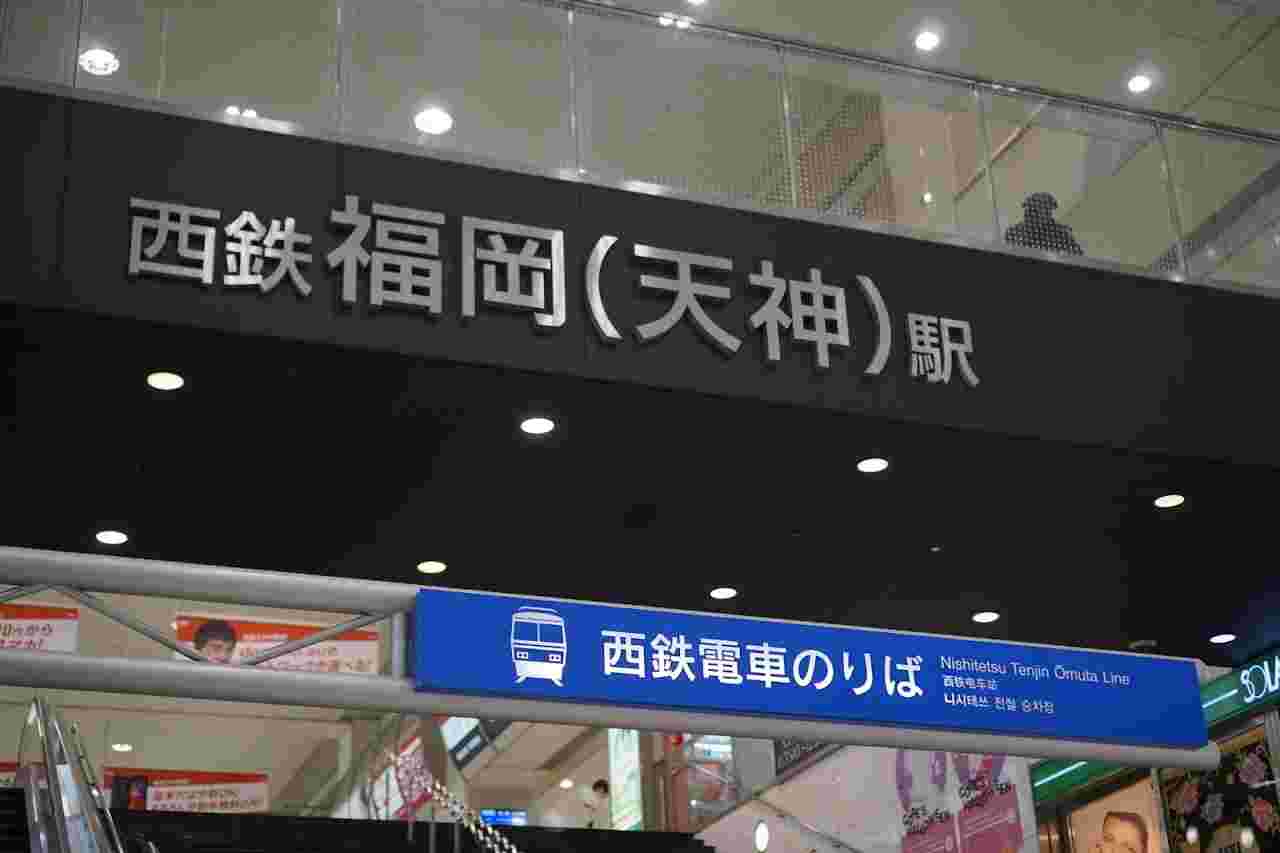 西鉄福岡(天神)駅
西鉄電車のりば
Nishitetsu Tenjin Omuta Line
西铁电车站
니시테쓰 전철 승차장